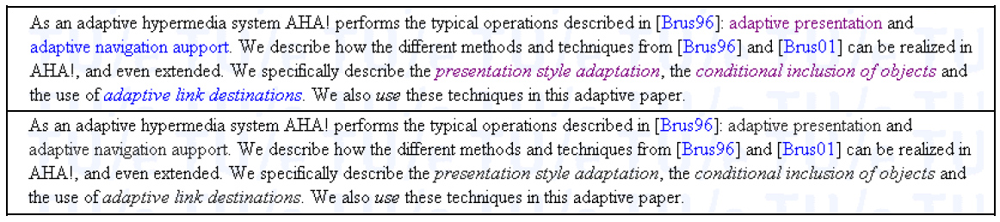 As an adaptive hypermedia system AHA! performs the typical operations described in [Brus96]: adaptive presentation and
adaptive navigation aupport. We describe how the different methods and techniques from [Brus96] and [Brus01] can be realized in
AHA!, and even extended. We specifically describe the presentation style adaptation, the conditional inclusion of objects and
the use of adaptive link destinations. We also use these techniques in this adaptive paper.
As an adaptive hypermedia system AHA! performs the typical operations described in [Brus96]: adaptive presentation and
adaptive navigation aupport. We describe how the different methods and techniques from [Brus96] and [Brus01] can be realized in
AHA!, and even extended. We specifically describe the presentation style adaptation, the conditional inclusion of objects and
the use of adaptive link destinations. We also use these techniques in this adaptive paper.